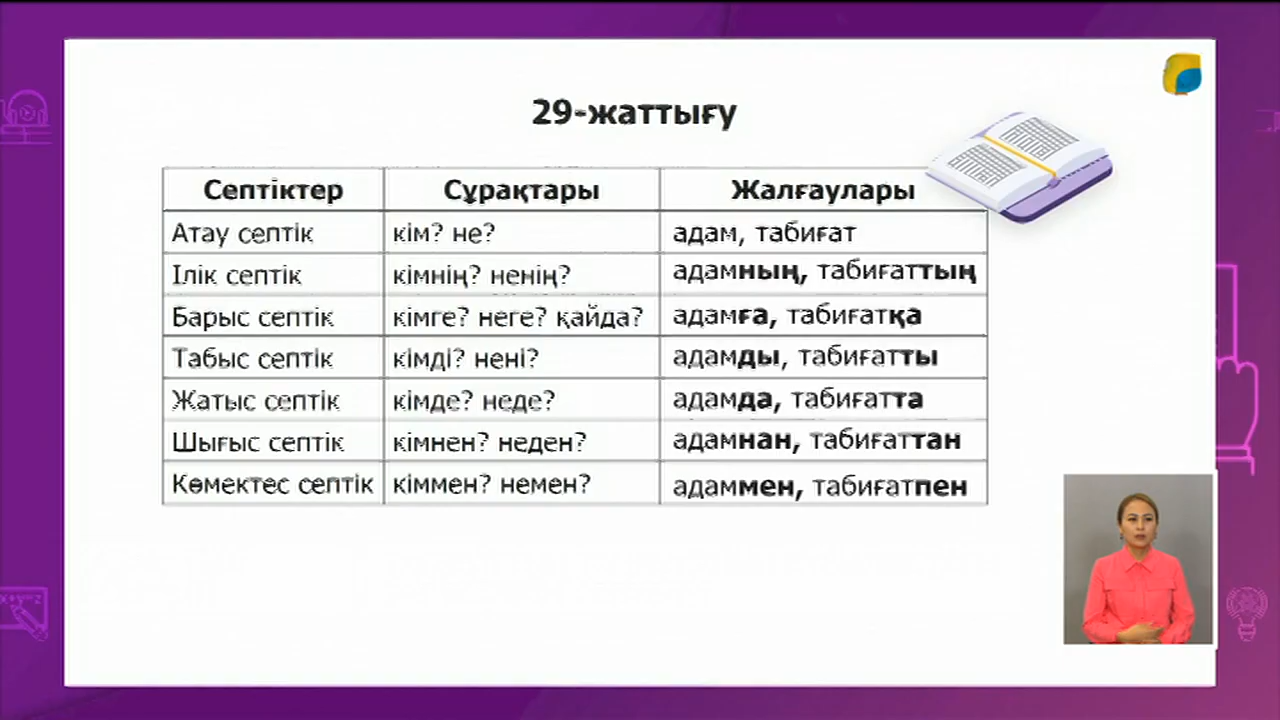 29-жаттығу
Септіктер Сұрақтары Жалғаулары
Атау септік кім? не? адам, табиғат
Ілік септік кімнің? ненің? адамның, табиғаттың
Барыс септік кімге? неге? қайда? адамға, табиғатқа
Табыс септік кімді? нені? адамды, табиғатты
Жатыс септік кімде? неде? адамда, табиғатта
Шығыс септік кімнен? неден? адамнан, табиғаттан
Көмектес септік кіммен? немен? адаммен, табиғатпен